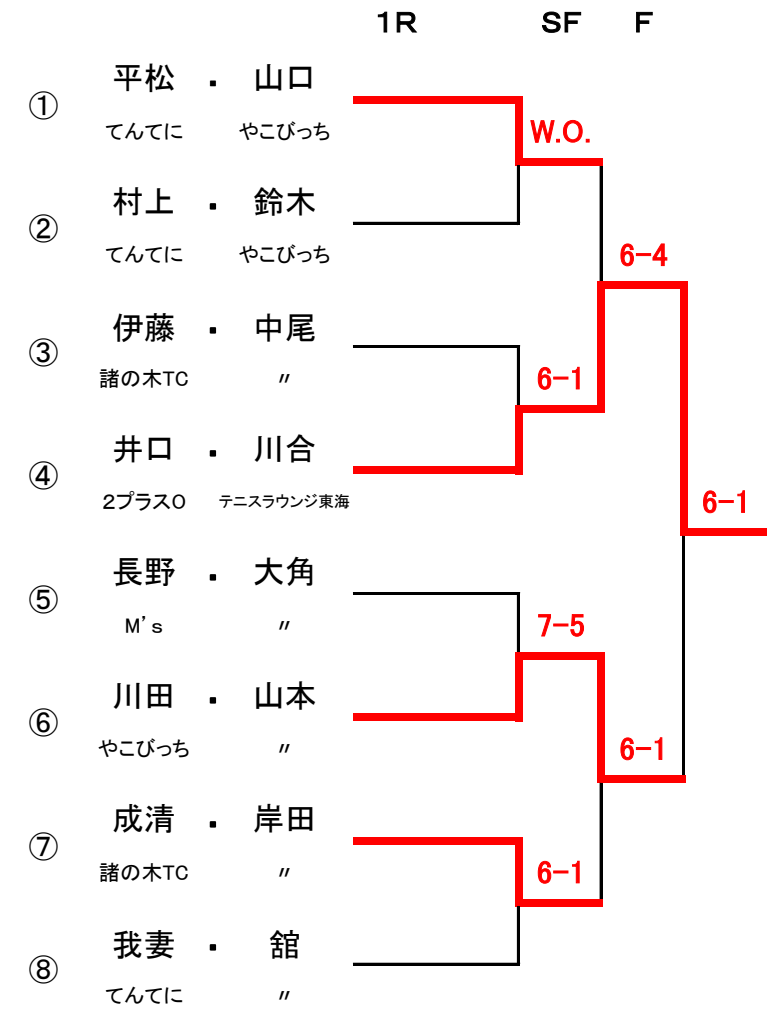 1R SF F
① 平松 ・ 山口
てんてに やこびっち
W.O.
② 村上 ・ 鈴木
てんてに やこびっち
6-4
③ 伊藤 ・ 中尾
諸の木TC 〃
6-1
④ 井口 ・ 川合
2プラスO テニスラウンジ東海
6-1
⑤ 長野 ・ 大角
M's 〃
7-5
⑥ 川田 ・ 山本
やこびっち 〃
6-1
⑦ 成清 ・ 岸田
諸の木TC 〃
6-1
⑧ 我妻 ・ 舘
てんてに 〃